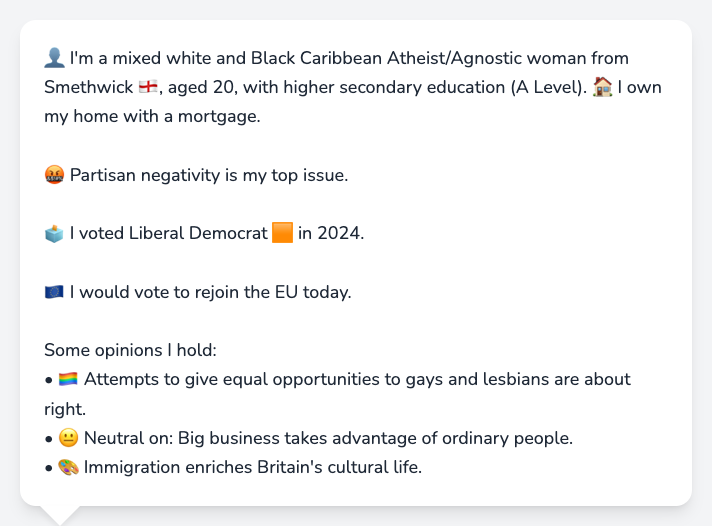 👤 I'm a mixed white and Black Caribbean Atheist/Agnostic woman from
Smethwick 🏴󠁧󠁢󠁥󠁮󠁧󠁿, aged 20, with higher secondary education (A Level). 🏠 I own
my home with a mortgage.
🤬 Partisan negativity is my top issue.
🗳️ I voted Liberal Democrat 🟧 in 2024.
🇪🇺 I would vote to rejoin the EU today.
Some opinions I hold:
• 🏳️‍🌈 Attempts to give equal opportunities to gays and lesbians are about
right.
• 😐 Neutral on: Big business takes advantage of ordinary people.
• 🎨 Immigration enriches Britain's cultural life.